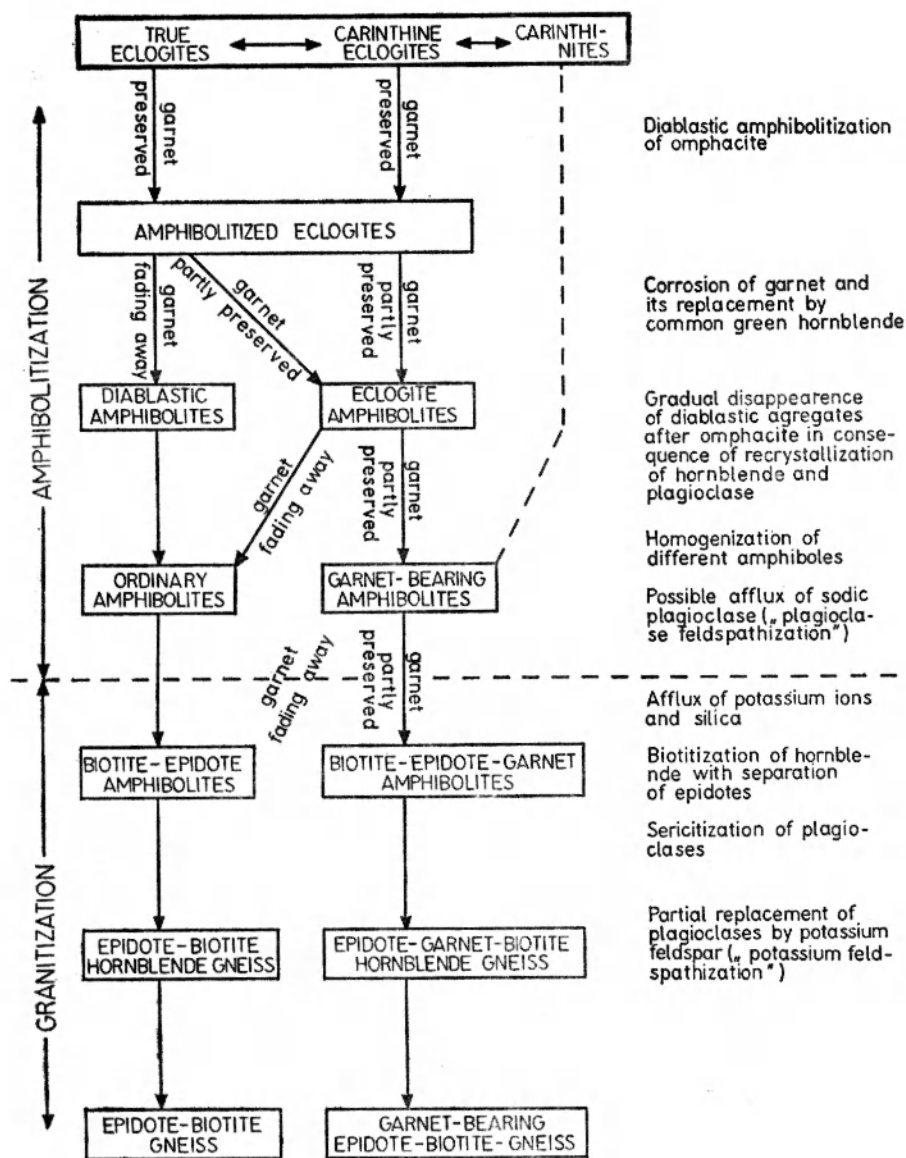 TRUE
ECLOGITES
CARINTHINE
ECLOGITES
CARINTHI-
NITES
garnet
preserved
garnet
preserved
Diablastic amphibolitization
of omphacite
AMPHIBOLITIZED ECLOGITES
garnet
fading away
garnet
partly preserved
garnet
partly
preserved
Corrosion of garnet and
its replacement by
common green hornblende
DIABLASTIC
AMPHIBOLITES
ECLOGITE
AMPHIBOLITES
Gradual disappearence
of diablastic agregates
after omphacite in conse-
quence of recrystallization
of hornblende and
plagioclase
garnet
fading away
garnet
partly
preserved
Homogenization of
different amphiboles
ORDINARY
AMPHIBOLITES
GARNET-BEARING
AMPHIBOLITES
Possible afflux of sodic
plagioclase („ plagiocla-
se feldspathization")
AMPHIBOLITIZATION
garnet
fading away
garnet
partly
preserved
Afflux of potassium ions
and silica
BIOTITE-EPIDOTE
AMPHIBOLITES
BIOTITE-EPIDOTE-GARNET
AMPHIBOLITES
Biotitization of hornble-
nde with separation
of epidotes
Sericitization of plagio-
clases
EPIDOTE-BIOTITE
HORNBLENDE GNEISS
EPIDOTE-GARNET-BIOTITE
HORNBLENDE GNEISS
Partial replacement of
plagioclases by potassium
feldspar („ potassium feld-
spathization")
GRANITIZATION
EPIDOTE-BIOTITE
GNEISS
GARNET-BEARING
EPIDOTE-BIOTITE-GNEISS